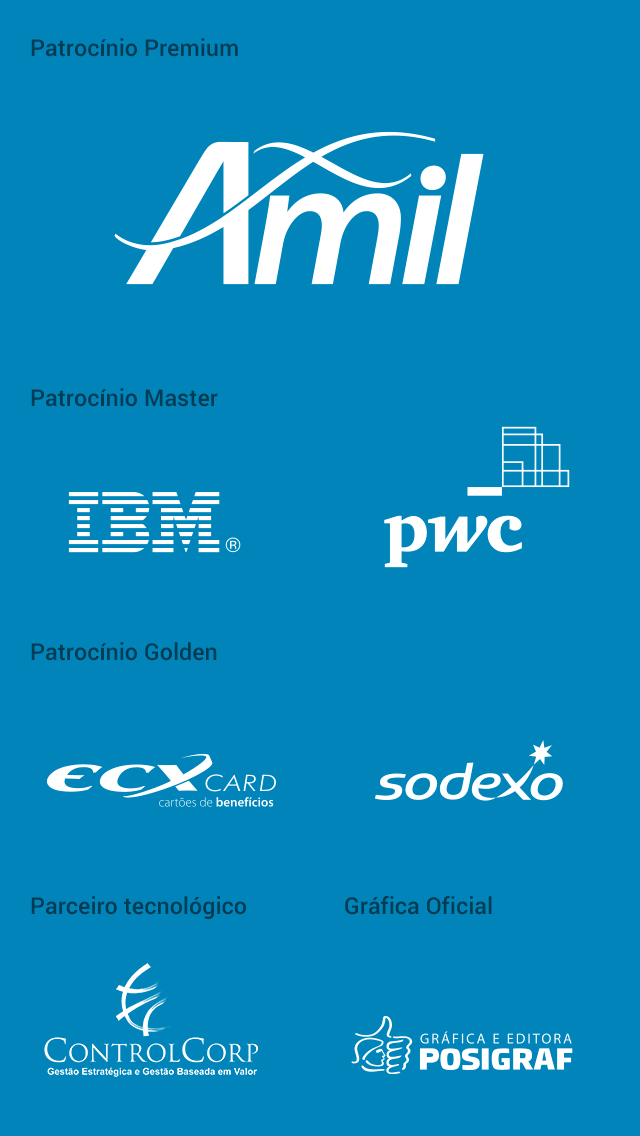 Patrocínio Premium
Amil
Patrocínio Master
IBM®
pwc
Patrocínio Golden
ECX CARD
cartões de benefícios
sodexo
Parceiro tecnológico
CONTROLCORP
Gestão Estratégica e Gestão Baseada em Valor
Gráfica Oficial
GRÁFICA E EDITORA
POSIGRAF